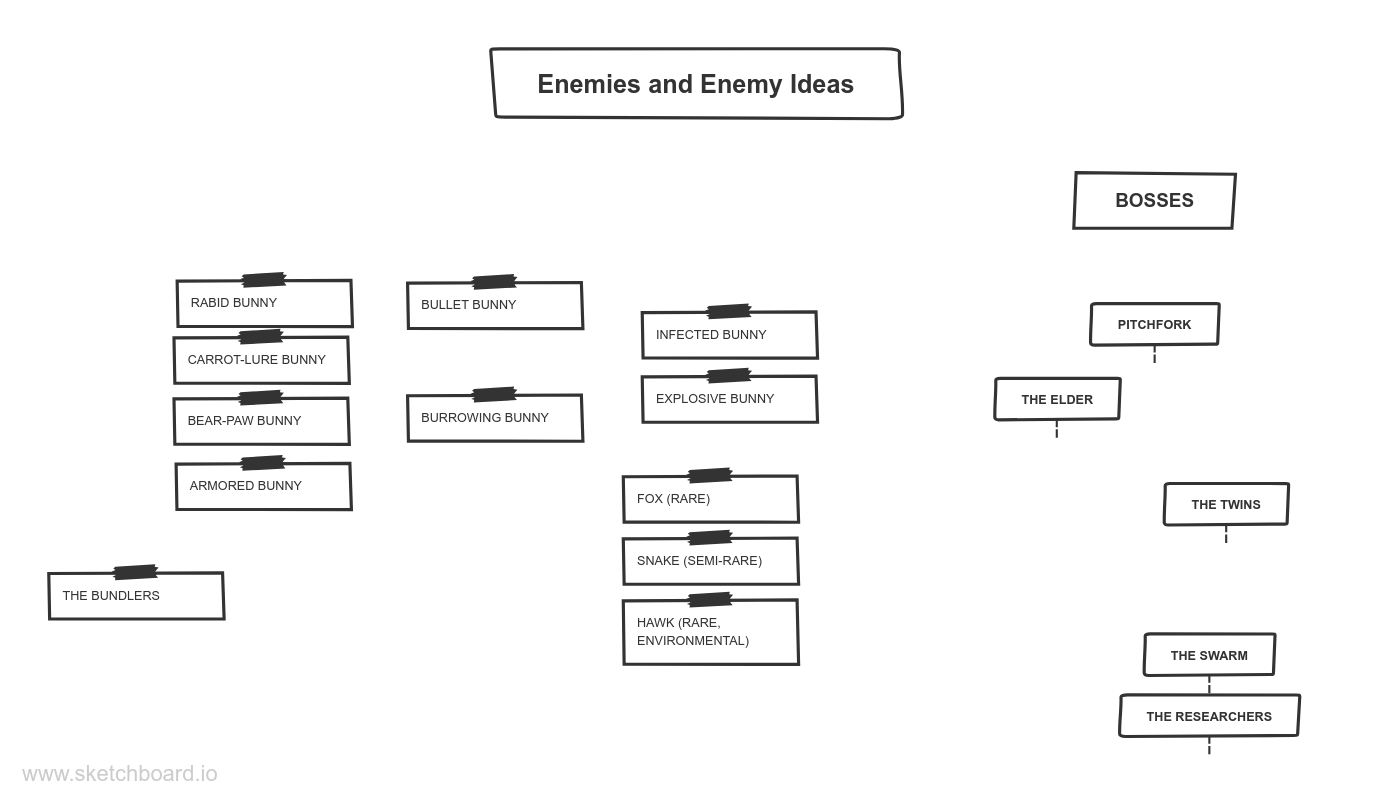 Enemies and Enemy Ideas
BOSSES
RABID BUNNY
CARROT-LURE BUNNY
BEAR-PAW BUNNY
ARMORED BUNNY
THE BUNDLERS
BULLET BUNNY
BURROWING BUNNY
INFECTED BUNNY
EXPLOSIVE BUNNY
FOX (RARE)
SNAKE (SEMI-RARE)
HAWK (RARE,
ENVIRONMENTAL)
PITCHFORK
THE ELDER
THE TWINS
THE SWARM
THE RESEARCHERS
www.sketchboard.io